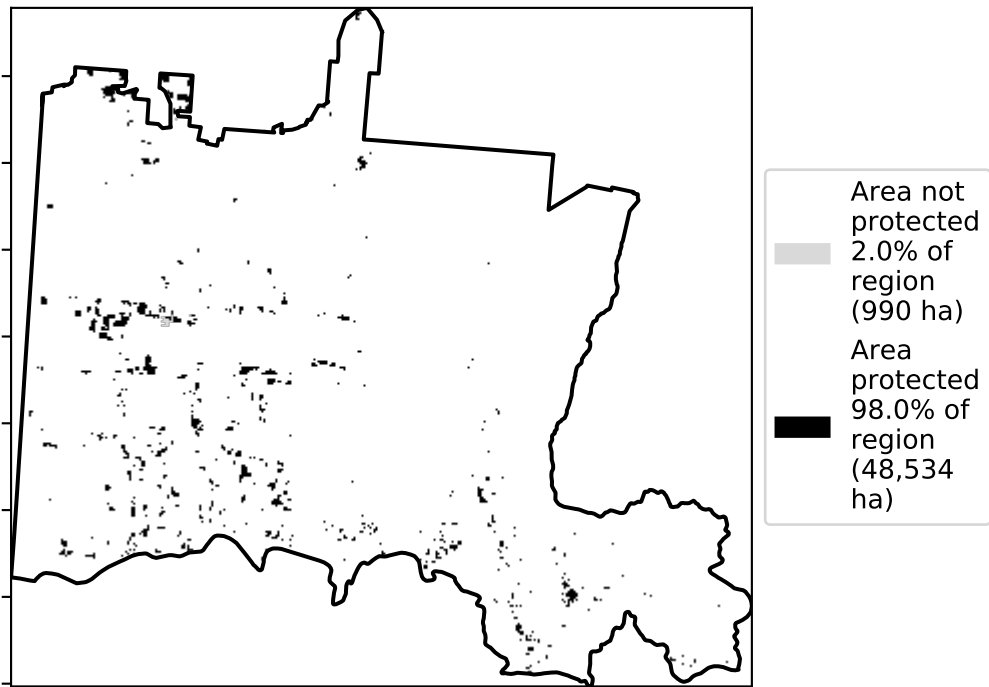 Area not
protected
2.0% of
region
(990 ha)
Area
protected
98.0% of
region
(48,534
ha)